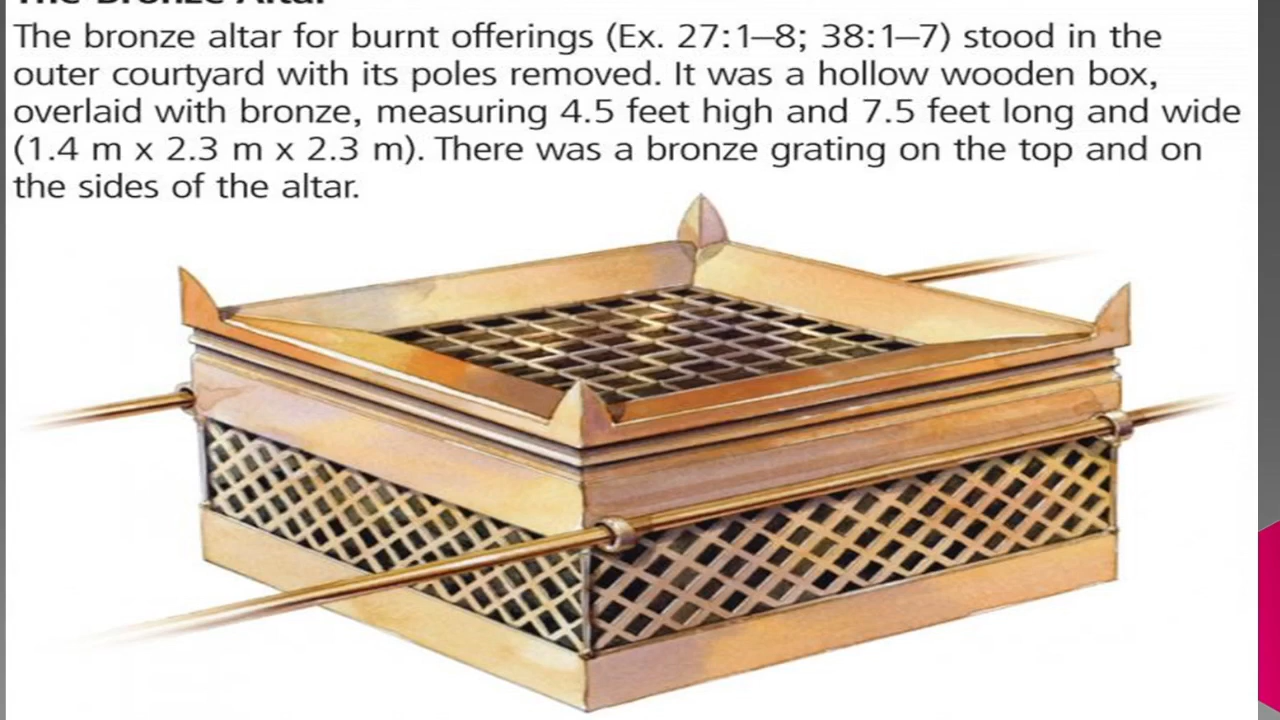 The Bronze Altar
The bronze altar for burnt offerings (Ex. 27:1–8; 38:1–7) stood in the
outer courtyard with its poles removed. It was a hollow wooden box,
overlaid with bronze, measuring 4.5 feet high and 7.5 feet long and wide
(1.4 m x 2.3 m x 2.3 m). There was a bronze grating on the top and on
the sides of the altar.